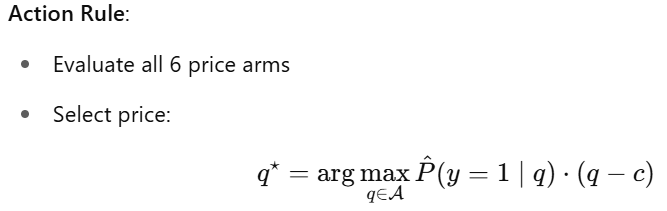 Action Rule:
• Evaluate all 6 price arms
• Select price:
q⋆ = arg max P̂(y = 1 | q) · (q − c)
q∈𝒜